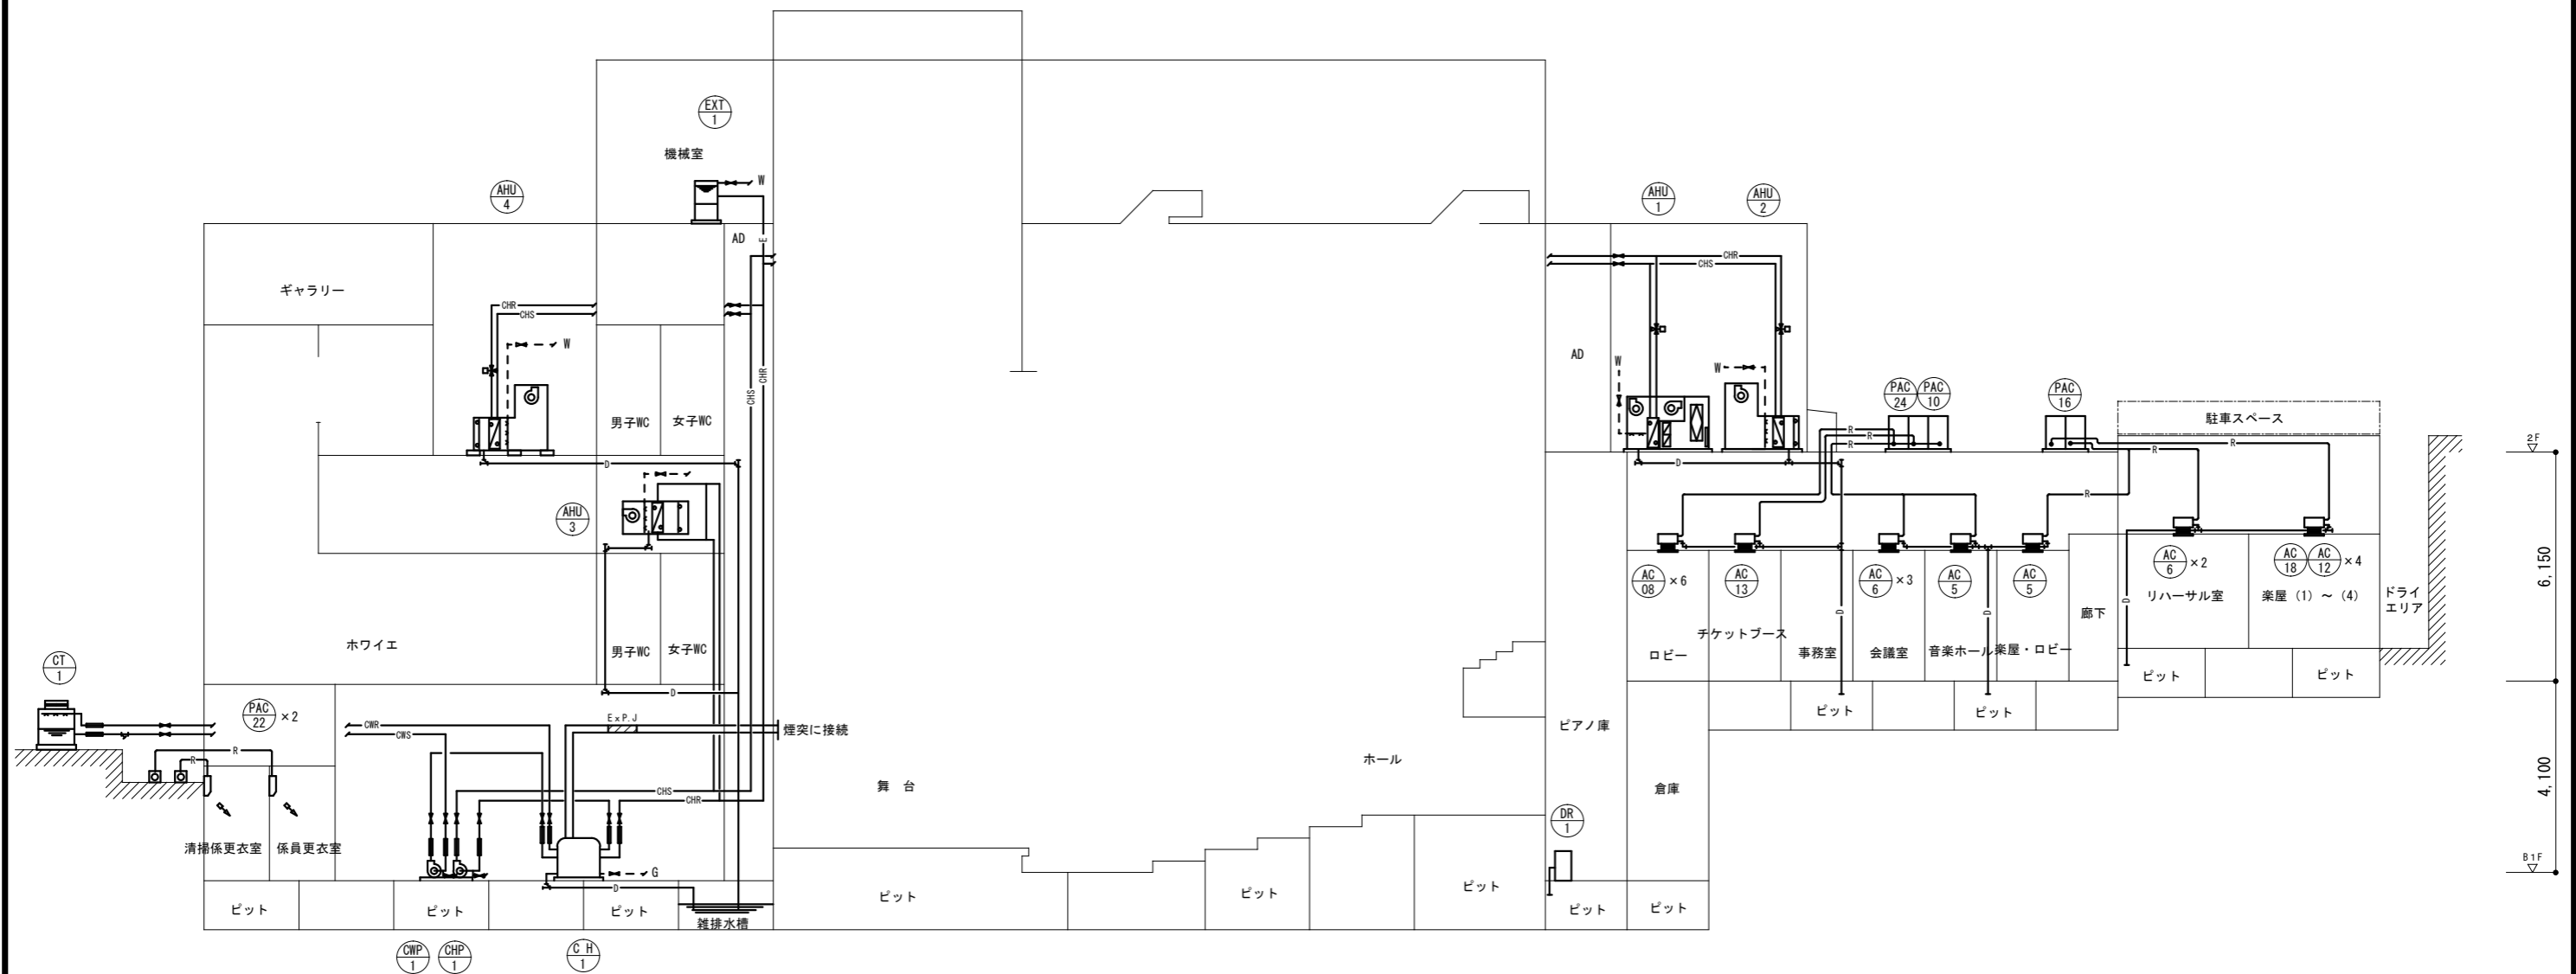 EXT
1
機械室
W
AHU
4
AHU
1
AHU
2
AD
E
CHR
CHS
ギャラリー
CHR
CHS
W
CHS
CHR
AD
W
W
PAC
24
PAC
10
PAC
16
駐車スペース
R
R
R
R
R
2F
男子WC
女子WC
D
D
R
AHU
3
AC
08
×6
AC
13
AC
6
×3
AC
5
AC
5
AC
6
×2
AC
18
AC
12
×4
6,150
リハーサル室
楽屋(1)～(4)
ドライ
エリア
廊下
D
D
D
チケットブース
ロビー
事務室
会議室
音楽ホール
楽屋・ロビー
ホワイエ
男子WC
女子WC
CT
1
ピット
ピット
D
PAC
22
×2
ピット
ピット
CWR
CWS
ExP.J
煙突に接続
ピアノ庫
R
R
ホール
舞 台
倉庫
4,100
CHS
CHR
DR
1
清掃係更衣室
係員更衣室
G
D
B1F
ピット
ピット
ピット
雑排水槽
ピット
ピット
ピット
ピット
ピット
CWP
1
CHP
1
CH
1